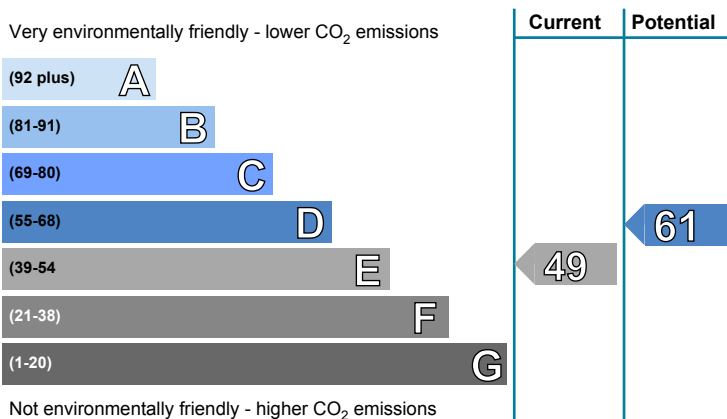 Very environmentally friendly - lower CO2 emissions
Current
Potential
(92 plus) A
(81-91) B
(69-80) C
(55-68) D
61
(39-54 E
49
(21-38) F
(1-20) G
Not environmentally friendly - higher CO2 emissions